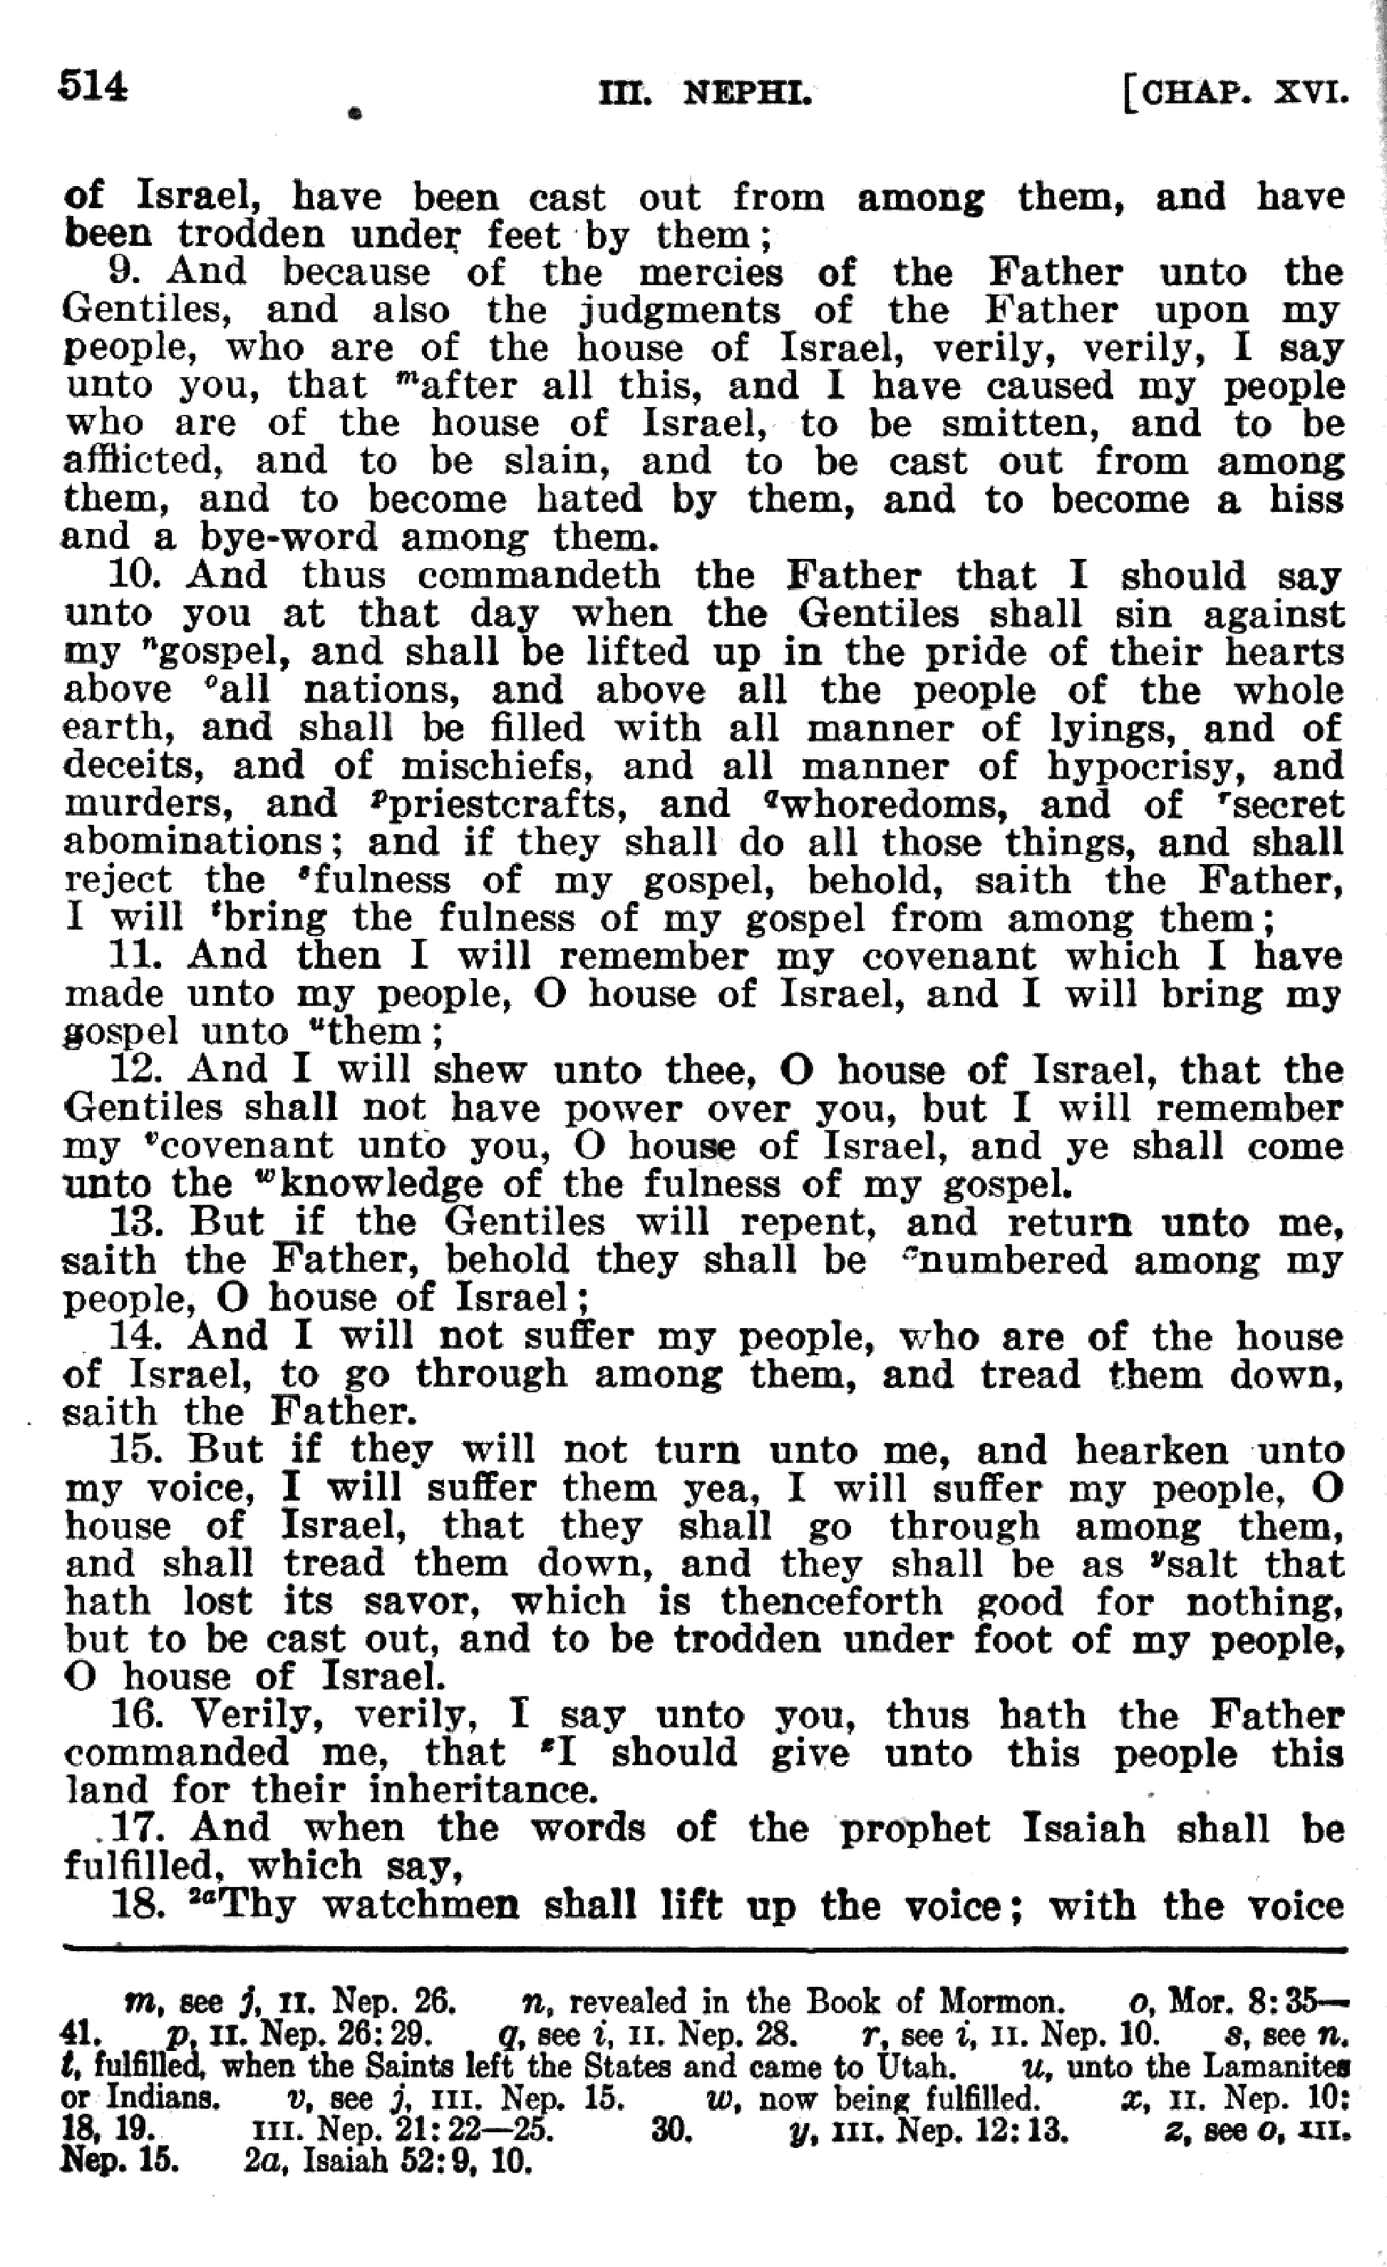 514 III. NEPHI. [CHAP. XVI.
of Israel, have been cast out from among them, and have
been trodden under feet by them;
9. And because of the mercies of the Father unto the
Gentiles, and also the judgments of the Father upon my
people, who are of the house of Israel, verily, verily, I say
unto you, that mafter all this, and I have caused my people
who are of the house of Israel, to be smitten, and to be
afflicted, and to be slain, and to be cast out from among
them, and to become hated by them, and to become a hiss
and a bye-word among them.
10. And thus commandeth the Father that I should say
unto you at that day when the Gentiles shall sin against
my ngospel, and shall be lifted up in the pride of their hearts
above oall nations, and above all the people of the whole
earth, and shall be filled with all manner of lyings, and of
deceits, and of mischiefs, and all manner of hypocrisy, and
murders, and ppriestcrafts, and qwhoredoms, and of rsecret
abominations; and if they shall do all those things, and shall
reject the sfulness of my gospel, behold, saith the Father,
I will tbring the fulness of my gospel from among them;
11. And then I will remember my covenant which I have
made unto my people, O house of Israel, and I will bring my
gospel unto uthem;
12. And I will shew unto thee, O house of Israel, that the
Gentiles shall not have power over you, but I will remember
my vcovenant unto you, O house of Israel, and ye shall come
unto the wknowledge of the fulness of my gospel.
13. But if the Gentiles will repent, and return unto me,
saith the Father, behold they shall be xnumbered among my
people, O house of Israel;
14. And I will not suffer my people, who are of the house
of Israel, to go through among them, and tread them down,
saith the Father.
15. But if they will not turn unto me, and hearken unto
my voice, I will suffer them yea, I will suffer my people, O
house of Israel, that they shall go through among them,
and shall tread them down, and they shall be as ysalt that
hath lost its savor, which is thenceforth good for nothing,
but to be cast out, and to be trodden under foot of my people,
O house of Israel.
16. Verily, verily, I say unto you, thus hath the Father
commanded me, that zI should give unto this people this
land for their inheritance.
17. And when the words of the prophet Isaiah shall be
fulfilled, which say,
18. 2aThy watchmen shall lift up the voice; with the voice
m, see j, II. Nep. 26. n, revealed in the Book of Mormon. o, Mor. 8:35—
41. p, II. Nep. 26:29. q, see i, II. Nep. 28. r, see i, II. Nep. 10. s, see n.
t, fulfilled, when the Saints left the States and came to Utah. u, unto the Lamanites
or Indians. v, see j, III. Nep. 15. w, now being fulfilled. x, II. Nep. 10:
18, 19. III. Nep. 21:22—25. 30. y, III. Nep. 12:13. z, see o, III.
Nep. 15. 2a, Isaiah 52:9, 10.